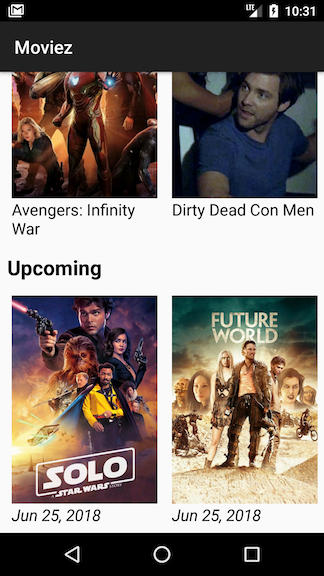 LTE 10:31
Moviez
Avengers: Infinity
War
Dirty Dead Con Men
Upcoming
SOLO
A STAR WARS STORY
FUTURE
WORLD
Jun 25, 2018
Jun 25, 2018